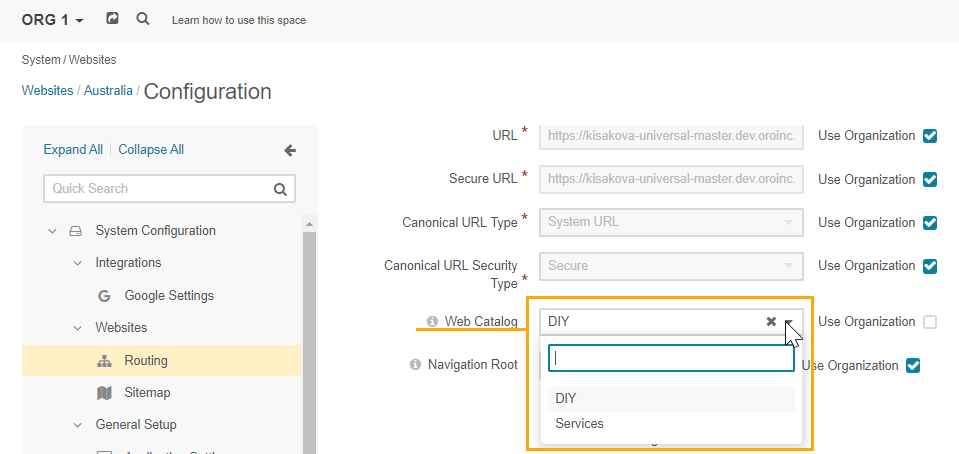 ORG 1 Learn how to use this space
System / Websites
Websites / Australia / Configuration
Expand All Collapse All
Quick Search
System Configuration
Integrations
Google Settings
Websites
Routing
Sitemap
General Setup
URL * https://kisakova-universal-master.dev.oroinc. Use Organization
Secure URL * https://kisakova-universal-master.dev.oroinc. Use Organization
Canonical URL Type * System URL Use Organization
Canonical URL Security
Type * Secure Use Organization
Web Catalog DIY Use Organization
Navigation Root Use Organization
DIY
Services